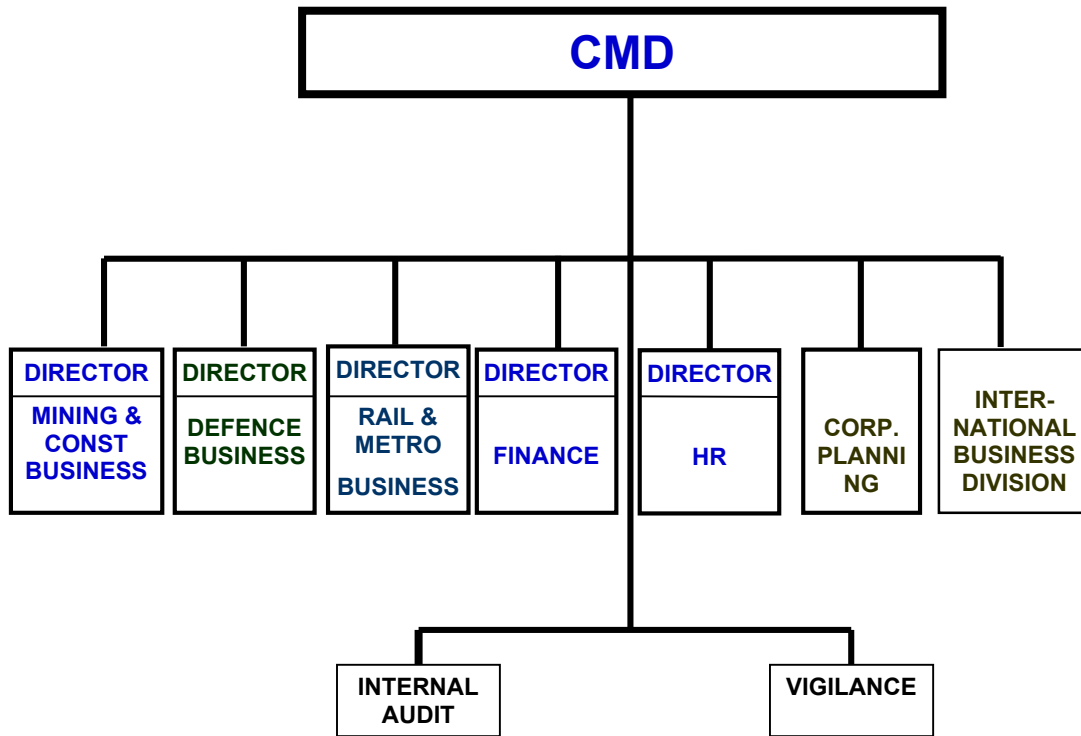 CMD
DIRECTOR
MINING &
CONST
BUSINESS
DIRECTOR
DEFENCE
BUSINESS
DIRECTOR
RAIL &
METRO
BUSINESS
DIRECTOR
FINANCE
DIRECTOR
HR
CORP.
PLANNI
NG
INTER-
NATIONAL
BUSINESS
DIVISION
INTERNAL
AUDIT
VIGILANCE